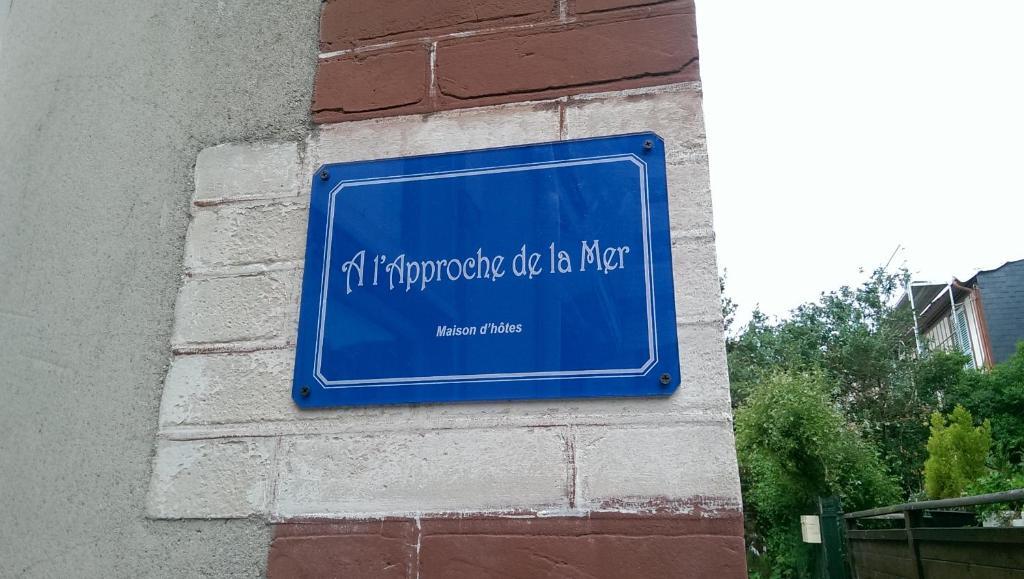 A l'Approche de la Mer
Maison d'hôtes